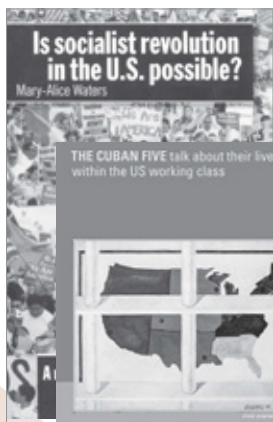 Is socialist revolution
in the U.S. possible?
Mary-Alice Waters
THE CUBAN FIVE talk about their live
within the US working class
A